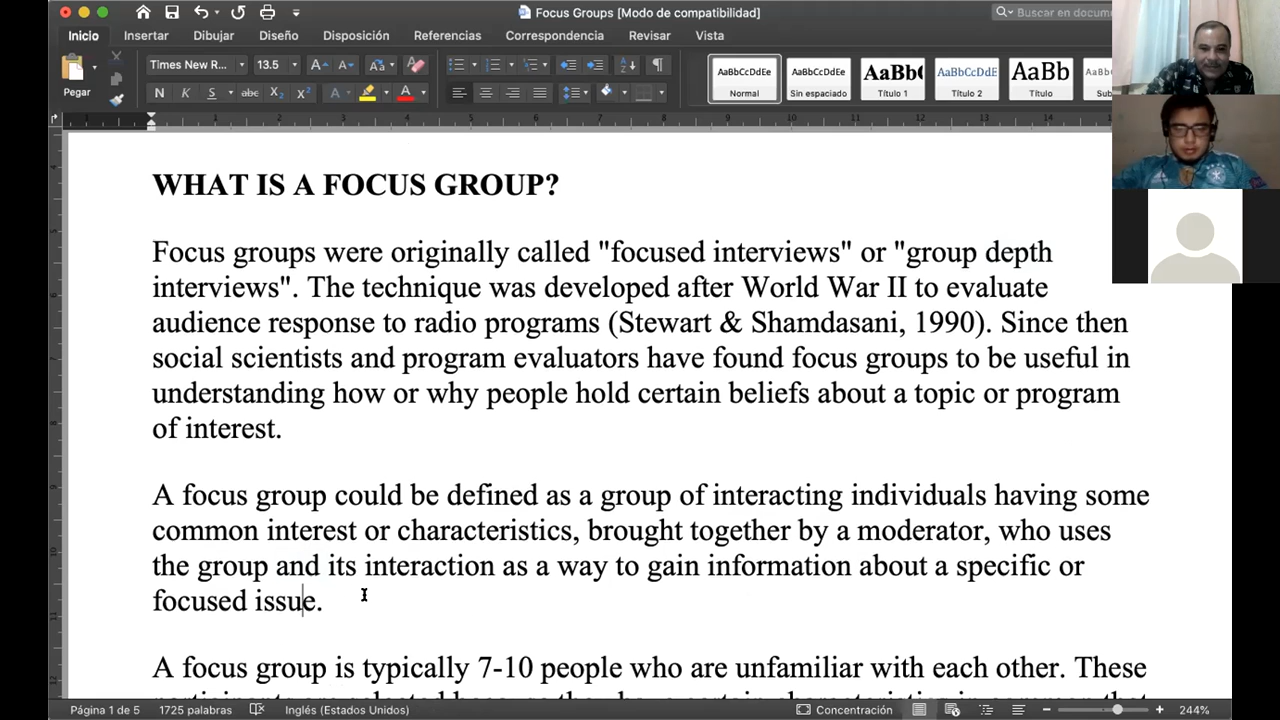 Focus Groups [Modo de compatibilidad]
Buscar en docume
Inicio Insertar Dibujar Diseño Disposición Referencias Correspondencia Revisar Vista
Pegar
Times New R... 13.5
AaBbCcDdEe AaBbCcDdEe AaBb( AaBbCcDdE AaBb AaBbCcDdEe
N K S abc X₂ X²
Normal Sin espaciado Título 1 Título 2 Título Sub
WHAT IS A FOCUS GROUP?
Focus groups were originally called "focused interviews" or "group depth
interviews". The technique was developed after World War II to evaluate
audience response to radio programs (Stewart & Shamdasani, 1990). Since then
social scientists and program evaluators have found focus groups to be useful in
understanding how or why people hold certain beliefs about a topic or program
of interest.
A focus group could be defined as a group of interacting individuals having some
common interest or characteristics, brought together by a moderator, who uses
the group and its interaction as a way to gain information about a specific or
focused issue.
A focus group is typically 7-10 people who are unfamiliar with each other. These
Página 1 de 5 1725 palabras Inglés (Estados Unidos) Concentración 244%